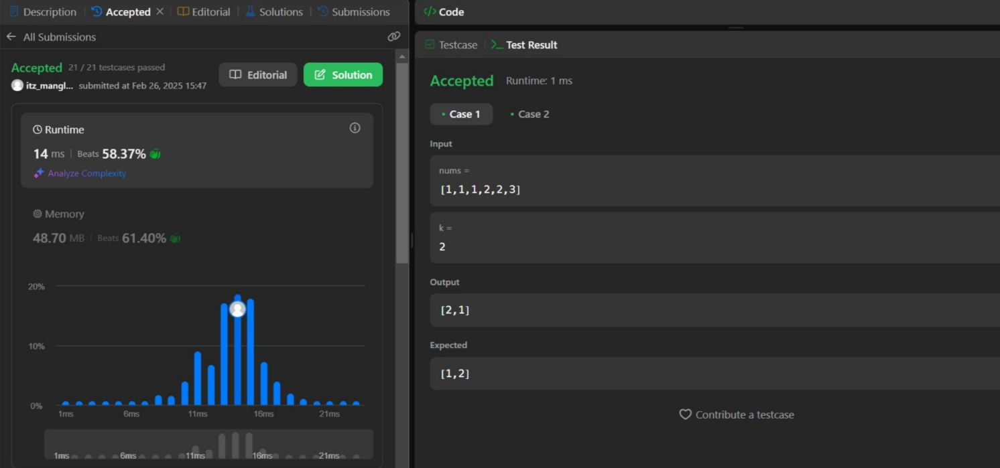 Description Accepted Editorial Solutions Submissions
All Submissions
Accepted 21 / 21 testcases passed
itz_mangl... submitted at Feb 26, 2025 15:47
Editorial
Solution
Runtime
14 ms | Beats 58.37%
Analyze Complexity
Memory
48.70 MB | Beats 61.40%
20%
10%
0%
1ms 6ms 11ms 16ms 21ms
1ms 6ms 11ms 16ms 21ms
</> Code
Testcase >_ Test Result
Accepted Runtime: 1 ms
• Case 1 • Case 2
Input
nums =
[1,1,1,2,2,3]
k =
2
Output
[2,1]
Expected
[1,2]
Contribute a testcase